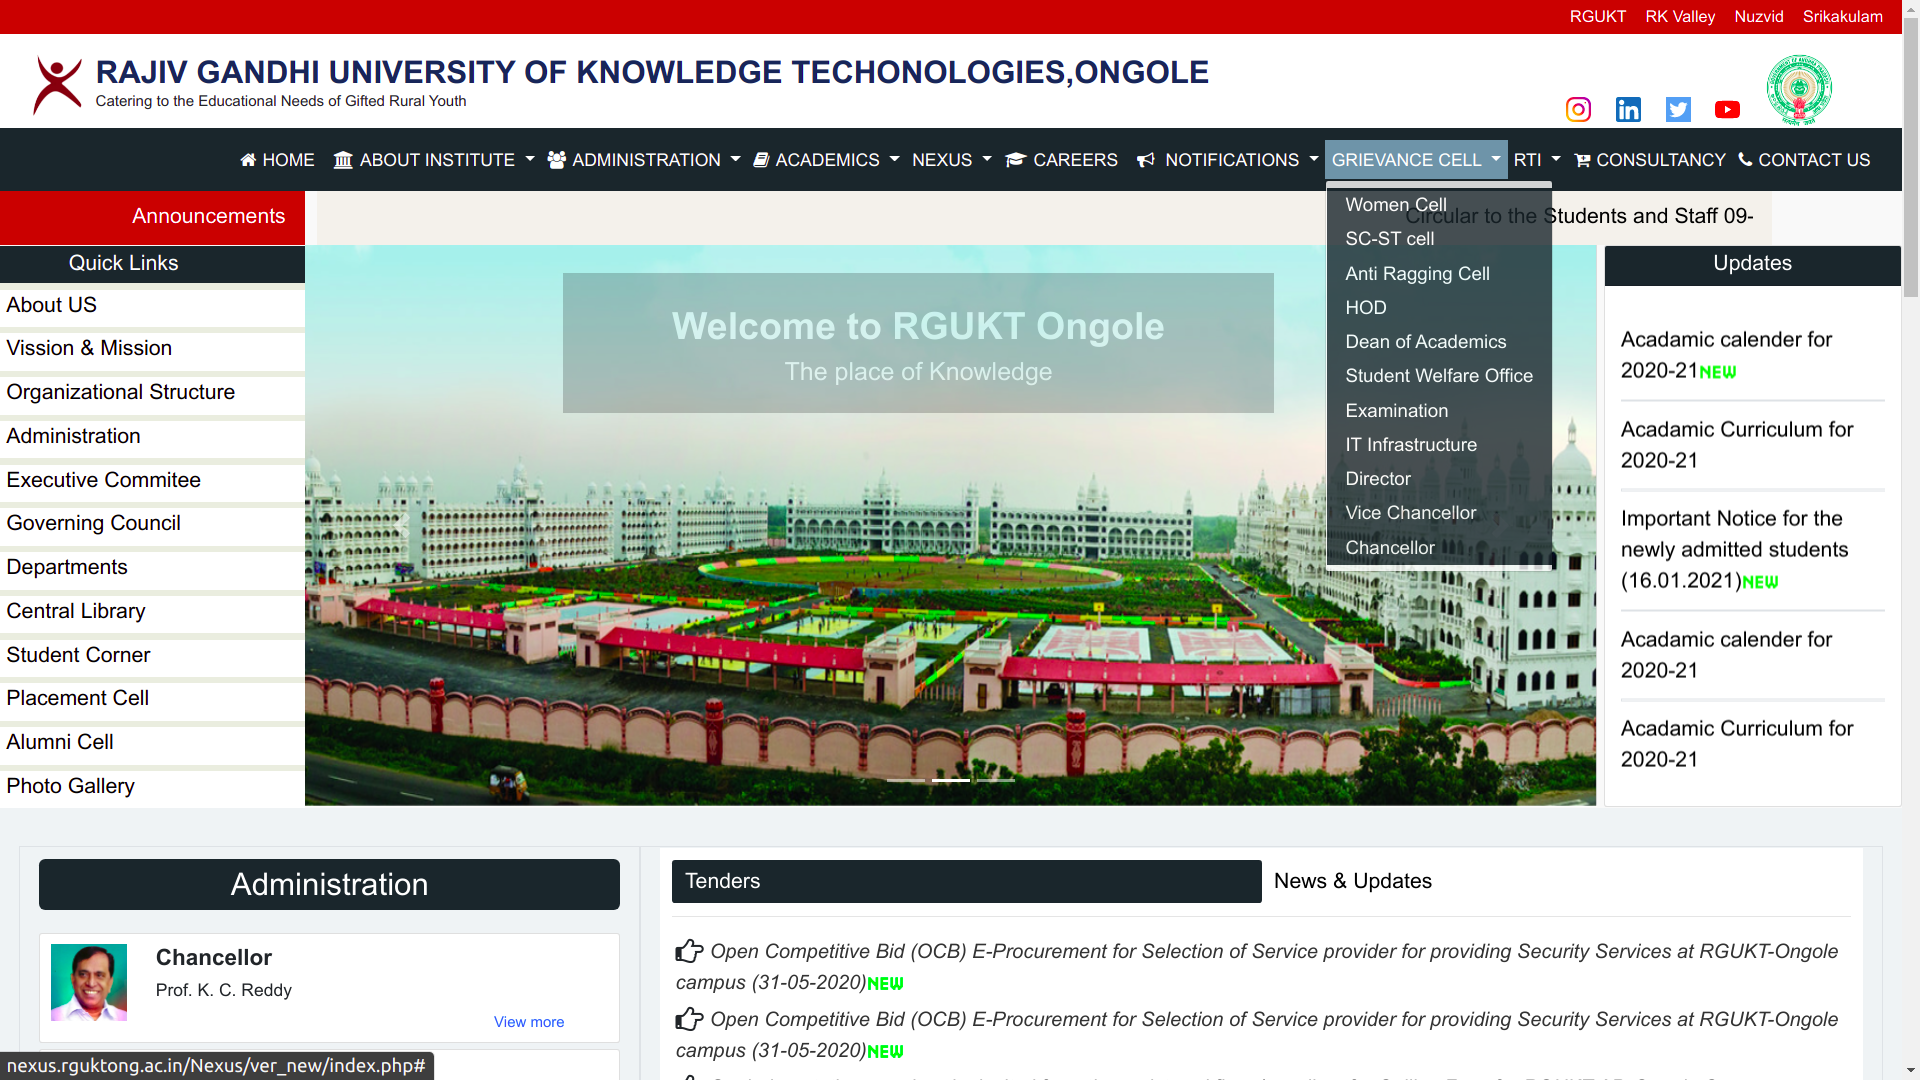 RGUKT RK Valley Nuzvid Srikakulam
RAJIV GANDHI UNIVERSITY OF KNOWLEDGE TECHONOLOGIES,ONGOLE
Catering to the Educational Needs of Gifted Rural Youth
HOME ABOUT INSTITUTE ADMINISTRATION ACADEMICS NEXUS CAREERS NOTIFICATIONS GRIEVANCE CELL RTI CONSULTANCY CONTACT US
Announcements
Circular to the Students and Staff 09-
Women Cell
SC-ST cell
Anti Ragging Cell
HOD
Dean of Academics
Student Welfare Office
Examination
IT Infrastructure
Director
Vice Chancellor
Chancellor
Quick Links
About US
Vission & Mission
Organizational Structure
Administration
Executive Commitee
Governing Council
Departments
Central Library
Student Corner
Placement Cell
Alumni Cell
Photo Gallery
Welcome to RGUKT Ongole
The place of Knowledge
Updates
Acadamic calender for
2020-21NEW
Acadamic Curriculum for
2020-21
Important Notice for the
newly admitted students
(16.01.2021)NEW
Acadamic calender for
2020-21
Acadamic Curriculum for
2020-21
Administration
Chancellor
Prof. K. C. Reddy
View more
Tenders
News & Updates
Open Competitive Bid (OCB) E-Procurement for Selection of Service provider for providing Security Services at RGUKT-Ongole
campus (31-05-2020)NEW
Open Competitive Bid (OCB) E-Procurement for Selection of Service provider for providing Security Services at RGUKT-Ongole
campus (31-05-2020)NEW
nexus.rguktong.ac.in/Nexus/ver_new/index.php#